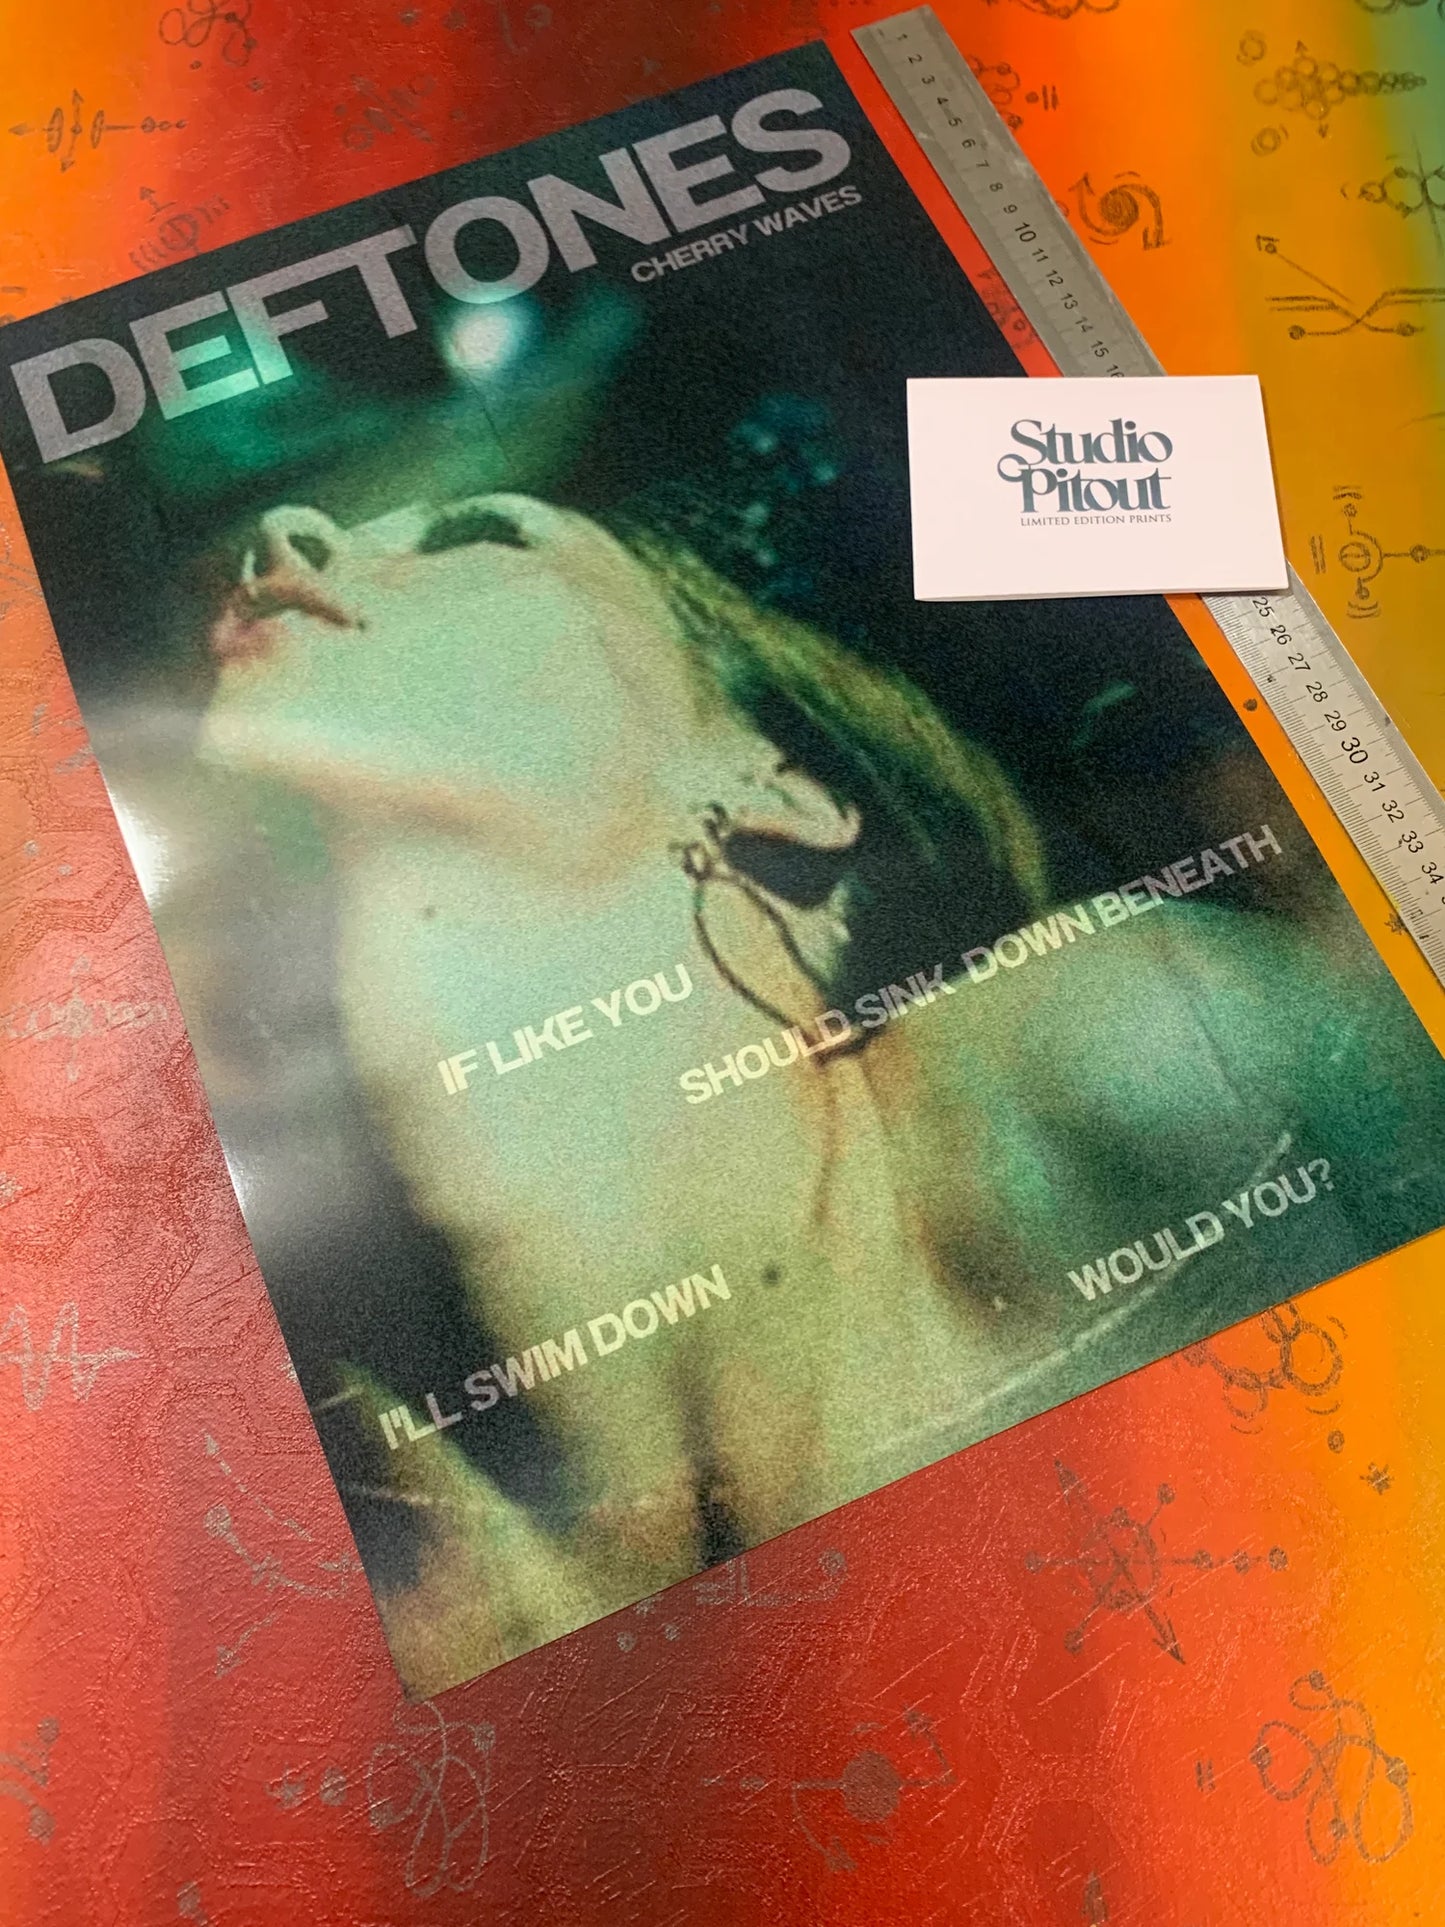 DEFTONES
CHERRY WAVES
IF LIKE YOU
SHOULD SINK DOWN BENEATH
I'LL SWIM DOWN
WOULD YOU?
Studio
Pitout
LIMITED EDITION PRINTS
1 2 3 4 5 6 7 8 9 10 11 12 13 14 15 16
25 26 27 28 29 30 31 32 33 34